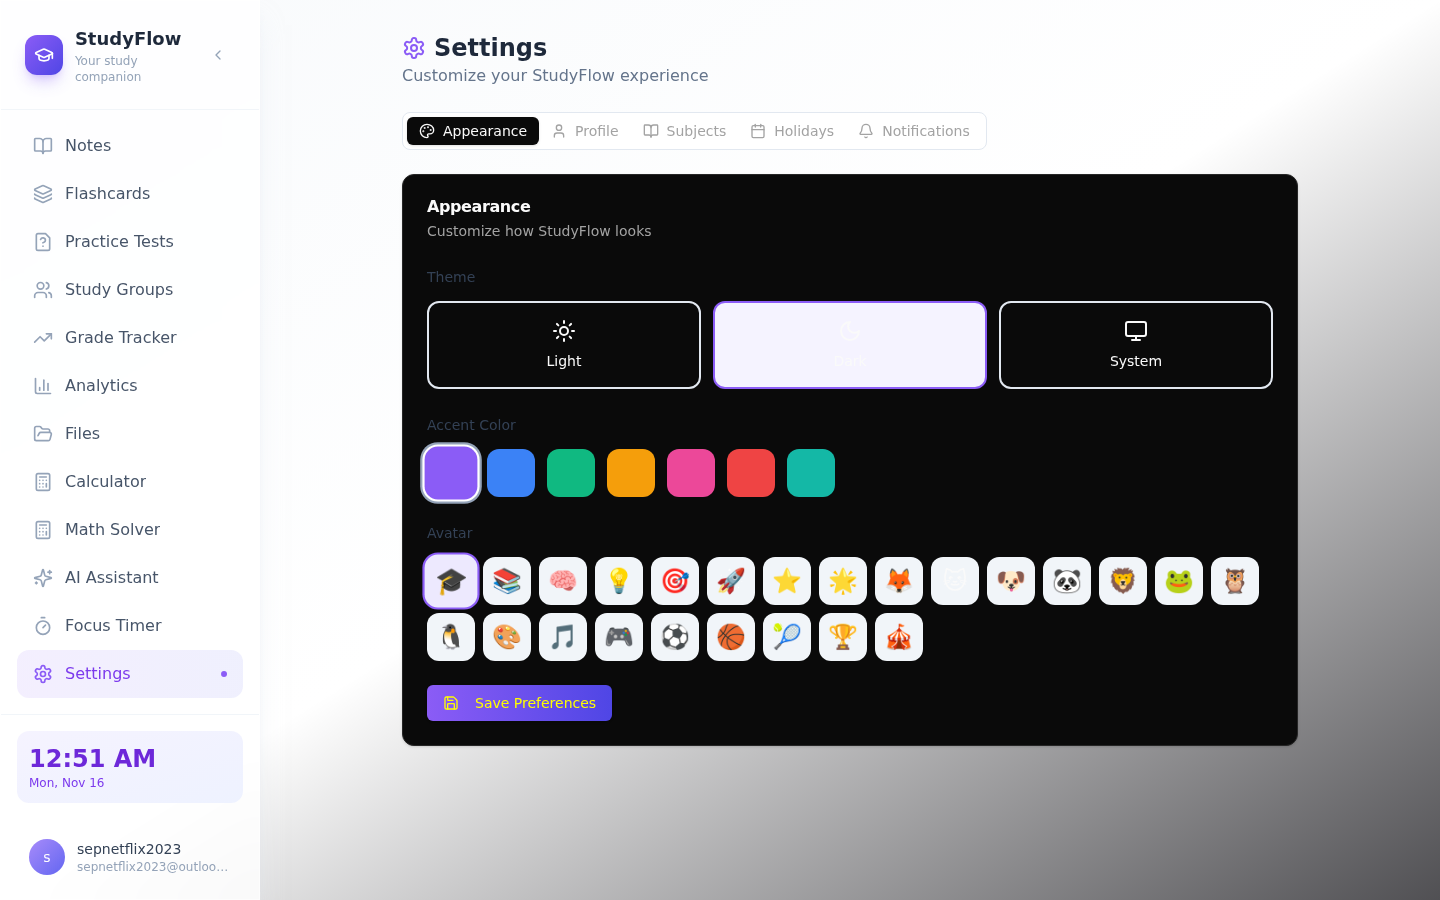 StudyFlow
Your study
companion
Notes
Flashcards
Practice Tests
Study Groups
Grade Tracker
Analytics
Files
Calculator
Math Solver
AI Assistant
Focus Timer
Settings
12:51 AM
Mon, Nov 16
s
sepnetflix2023
sepnetflix2023@outloo...
Settings
Customize your StudyFlow experience
Appearance
Profile
Subjects
Holidays
Notifications
Appearance
Customize how StudyFlow looks
Theme
Light
Dark
System
Accent Color
Avatar
Save Preferences